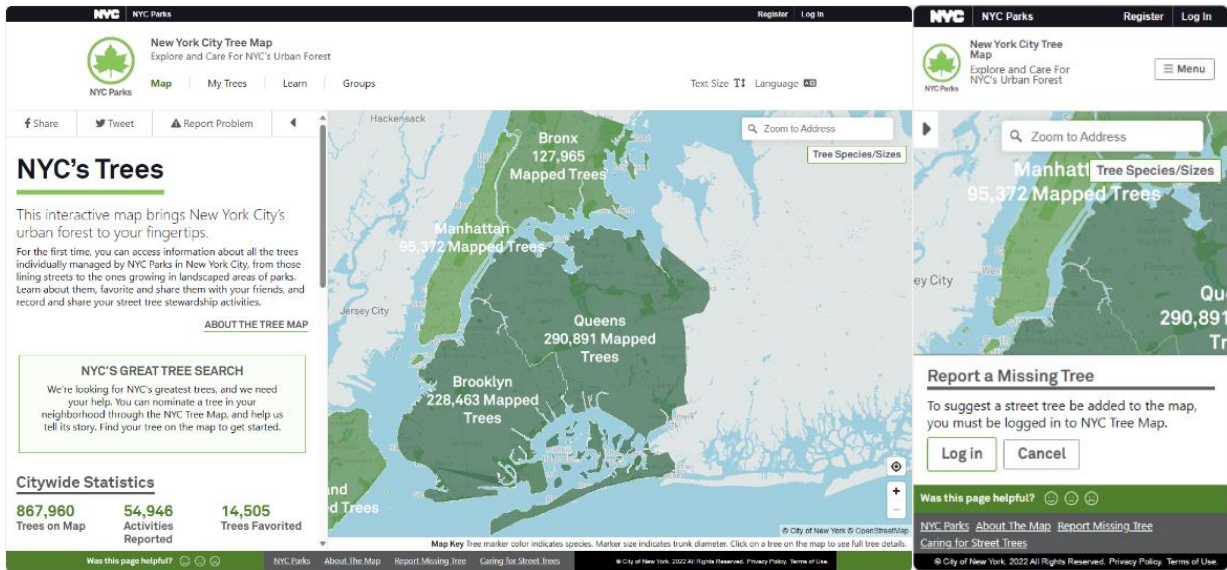 NYC NYC Parks Register Log In
NYC Parks
New York City Tree Map
Explore and Care For NYC's Urban Forest
Map My Trees Learn Groups
Text Size Language
Share Tweet Report Problem
NYC's Trees
This interactive map brings New York City's
urban forest to your fingertips.
For the first time, you can access information about all the trees
individually managed by NYC Parks in New York City, from those
lining streets to the ones growing in landscaped areas of parks.
Learn about them, favorite and share them with your friends, and
record and share your street tree stewardship activities.
ABOUT THE TREE MAP
NYC'S GREAT TREE SEARCH
We're looking for NYC's greatest trees, and we need
your help. You can nominate a tree in your
neighborhood through the NYC Tree Map, and help us
tell its story. Find your tree on the map to get started.
Citywide Statistics
867,960 54,946 14,505
Trees on Map Activities Trees Favorited
Reported
Hackensack
Zoom to Address
Tree Species/Sizes
Bronx
127,965
Mapped Trees
Manhattan
95,372 Mapped Trees
Jersey City
Queens
290,891 Mapped
Trees
Brooklyn
228,463 Mapped
Trees
nd
d Trees
+
© City of New York © OpenStreetMap
Map Key Tree marker color indicates species. Marker size indicates trunk diameter. Click on a tree on the map to see full tree details.
Was this page helpful? NYC Parks About The Map Report Missing Tree Caring for Street Trees © City of New York. 2022 All Rights Reserved. Privacy Policy. Terms of Use.
NYC NYC Parks Register Log In
NYC Parks
New York City Tree
Map
Explore and Care For
NYC's Urban Forest
Menu
Zoom to Address
Tree Species/Sizes
Manhatt
95,372 Mapped Trees
ey City
Qu
290,891
Tr
Report a Missing Tree
To suggest a street tree be added to the map,
you must be logged in to NYC Tree Map.
Log in Cancel
Was this page helpful?
NYC Parks About The Map Report Missing Tree
Caring for Street Trees
© City of New York. 2022 All Rights Reserved. Privacy Policy. Terms of Use.